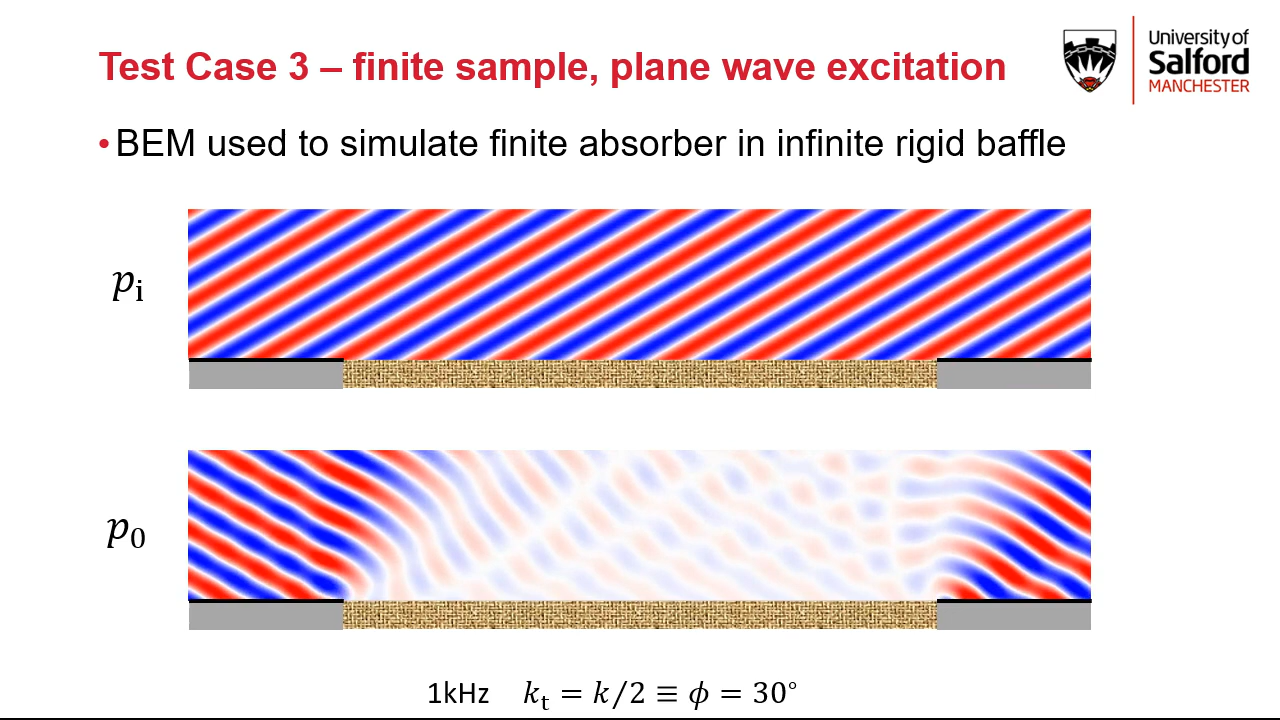 Test Case 3 – finite sample, plane wave excitation
University of
Salford
MANCHESTER
•BEM used to simulate finite absorber in infinite rigid baffle
𝑝ᵢ
𝑝₀
1kHz 𝑘ₜ = 𝑘/2 ≡ 𝜙 = 30°